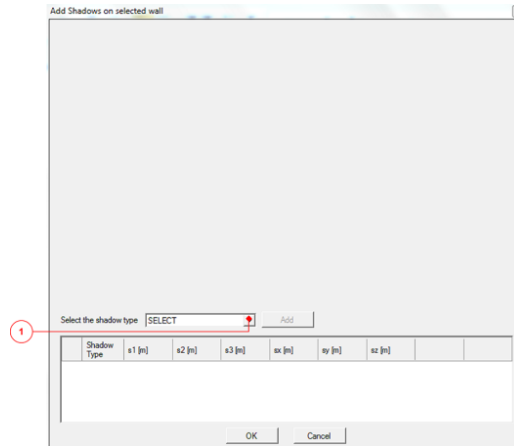 Add Shadows on selected wall
1
Select the shadow type SELECT Add
Shadow Type s1 [m] s2 [m] s3 [m] sx [m] sy [m] sz [m]
OK Cancel